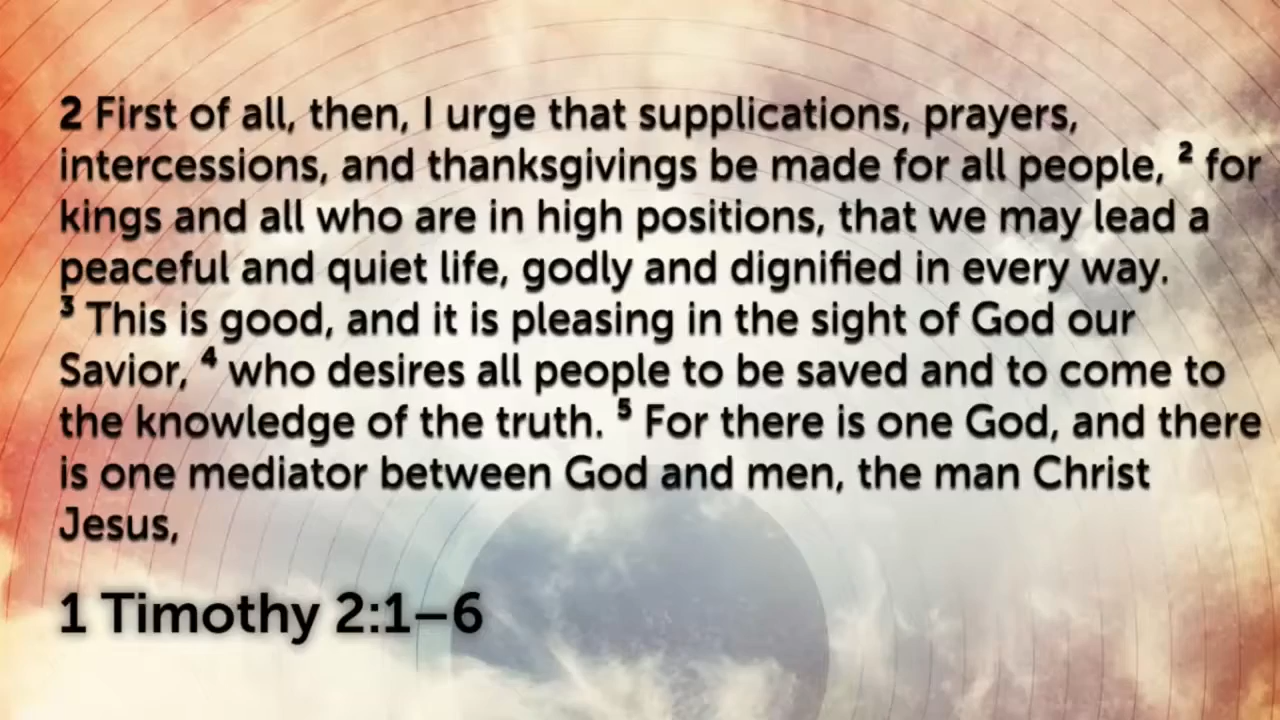 2 First of all, then, I urge that supplications, prayers,
intercessions, and thanksgivings be made for all people, ² for
kings and all who are in high positions, that we may lead a
peaceful and quiet life, godly and dignified in every way.
³ This is good, and it is pleasing in the sight of God our
Savior, ⁴ who desires all people to be saved and to come to
the knowledge of the truth. ⁵ For there is one God, and there
is one mediator between God and men, the man Christ
Jesus,
1 Timothy 2:1–6